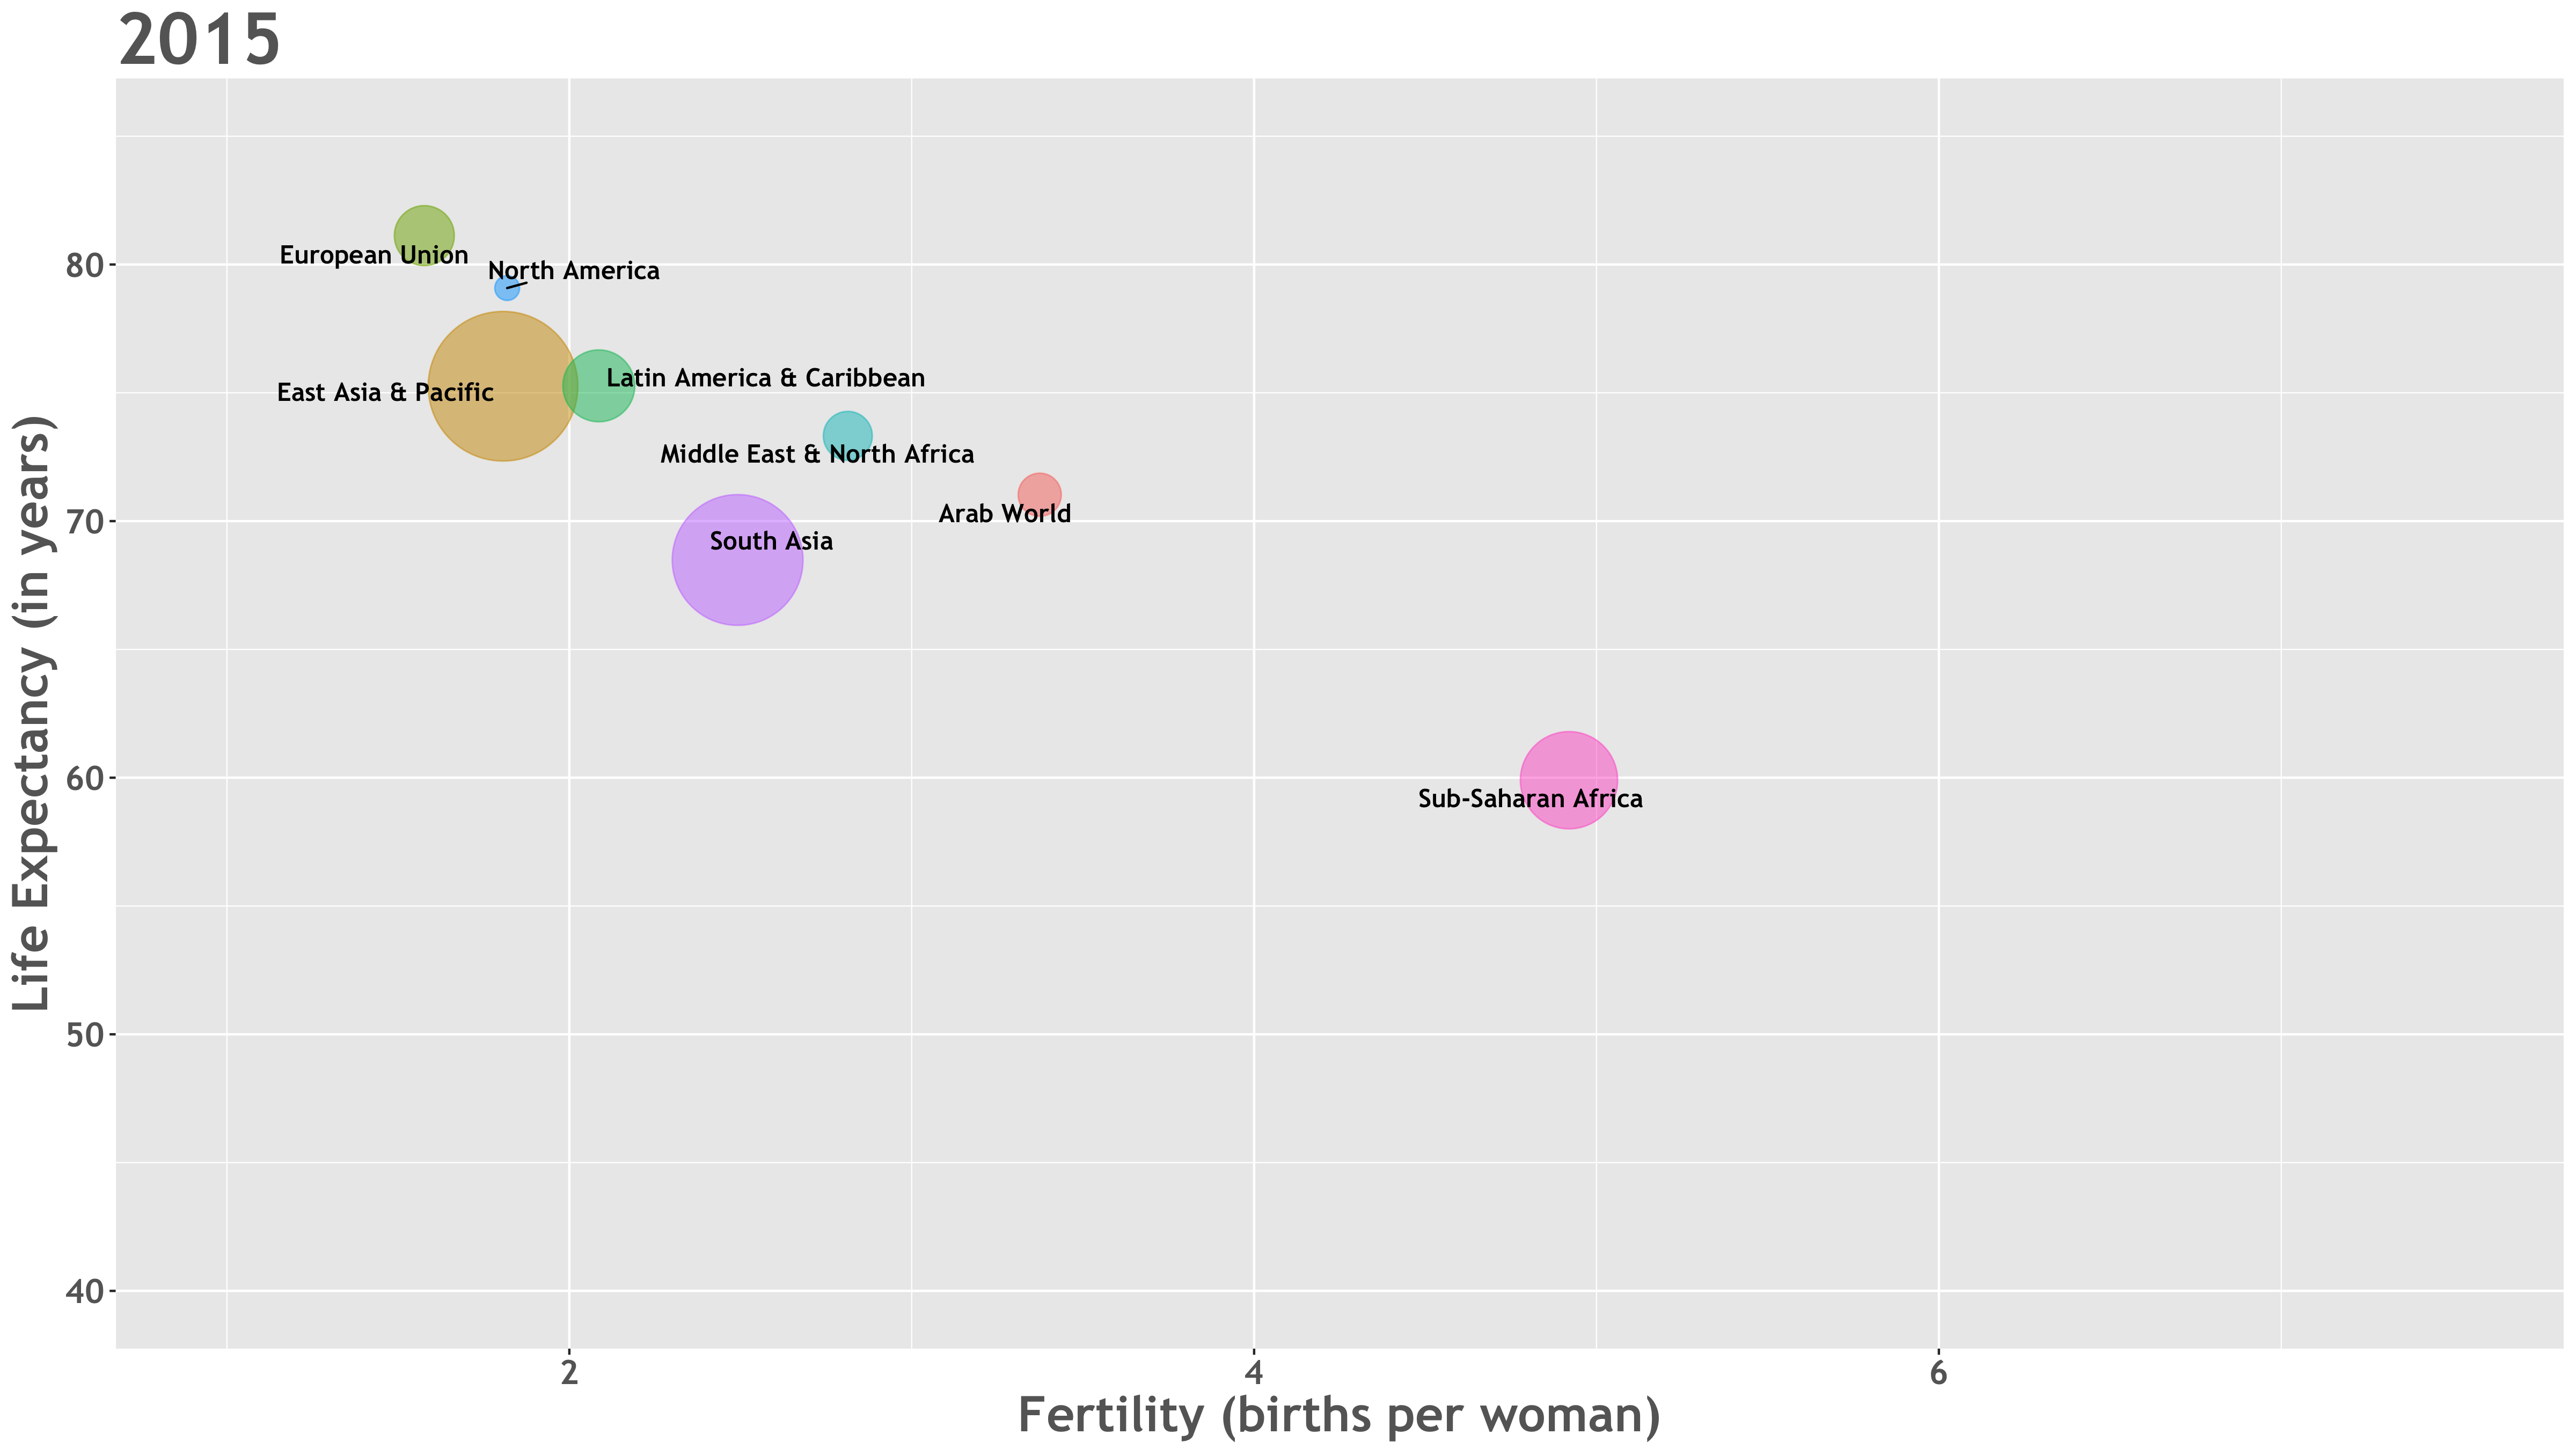 2015
European Union
North America
East Asia & Pacific
Latin America & Caribbean
Middle East & North Africa
Arab World
South Asia
Sub-Saharan Africa
80
70
60
50
40
Life Expectancy (in years)
2
4
6
Fertility (births per woman)